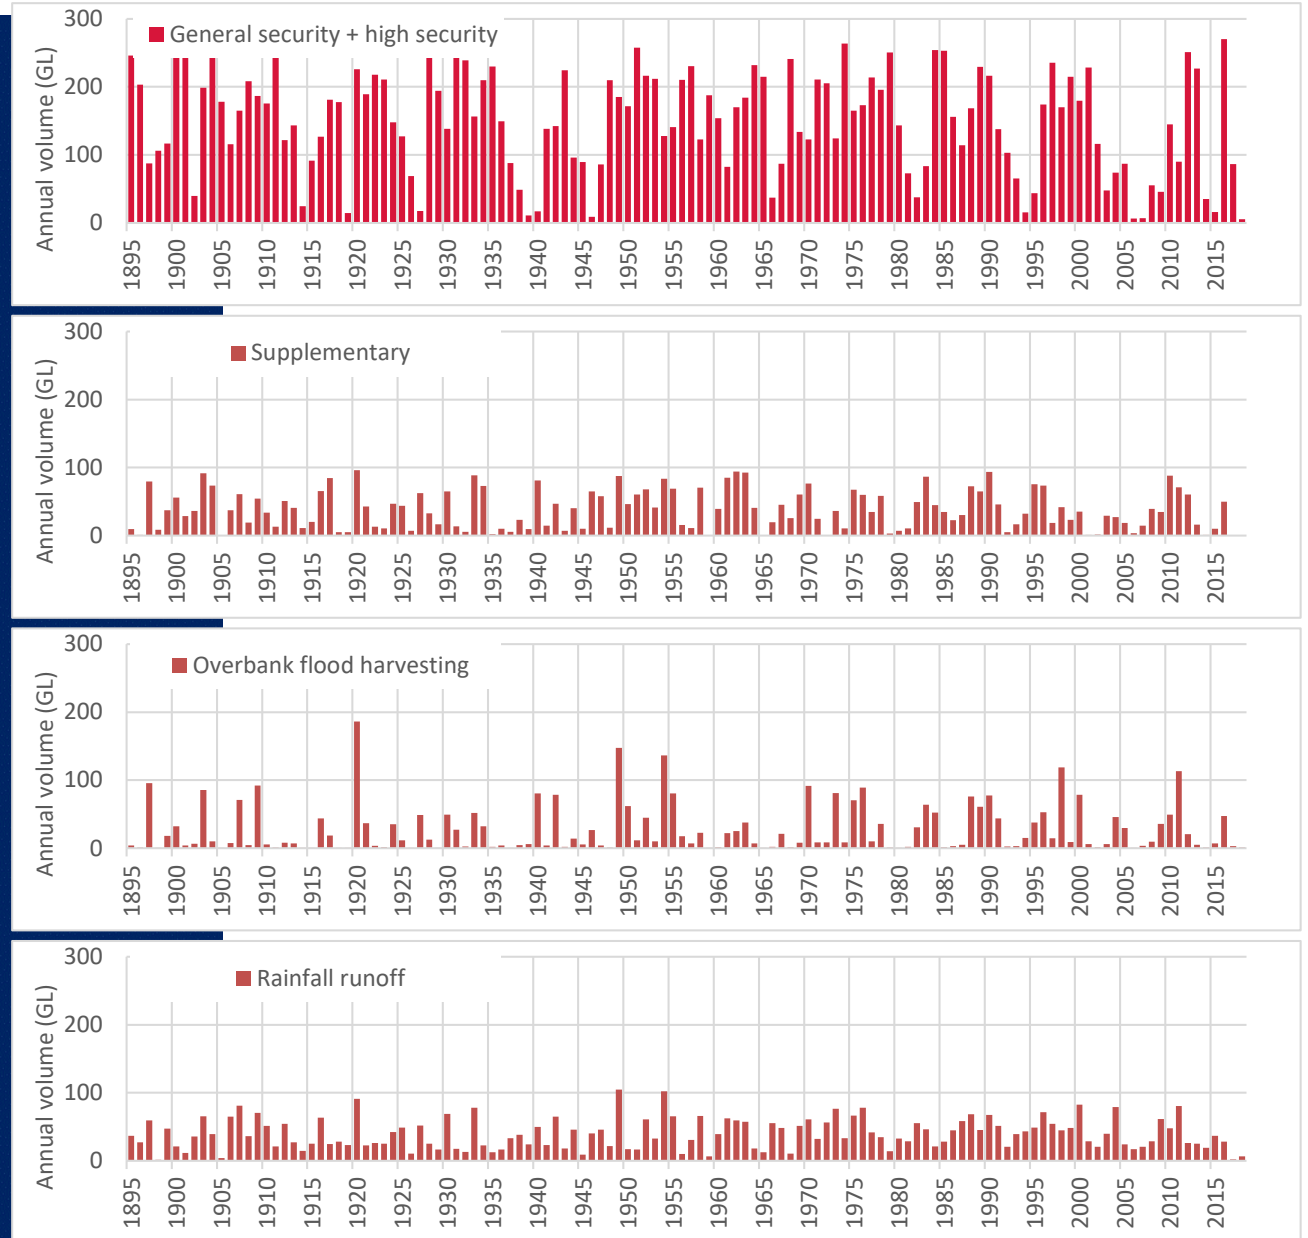 300
200
100
0
Annual volume (GL)
General security + high security
1895 1900 1905 1910 1915 1920 1925 1930 1935 1940 1945 1950 1955 1960 1965 1970 1975 1980 1985 1990 1995 2000 2005 2010 2015
300
200
100
0
Annual volume (GL)
Supplementary
1895 1900 1905 1910 1915 1920 1925 1930 1935 1940 1945 1950 1955 1960 1965 1970 1975 1980 1985 1990 1995 2000 2005 2010 2015
300
200
100
0
Annual volume (GL)
Overbank flood harvesting
1895 1900 1905 1910 1915 1920 1925 1930 1935 1940 1945 1950 1955 1960 1965 1970 1975 1980 1985 1990 1995 2000 2005 2010 2015
300
200
100
0
Annual volume (GL)
Rainfall runoff
1895 1900 1905 1910 1915 1920 1925 1930 1935 1940 1945 1950 1955 1960 1965 1970 1975 1980 1985 1990 1995 2000 2005 2010 2015